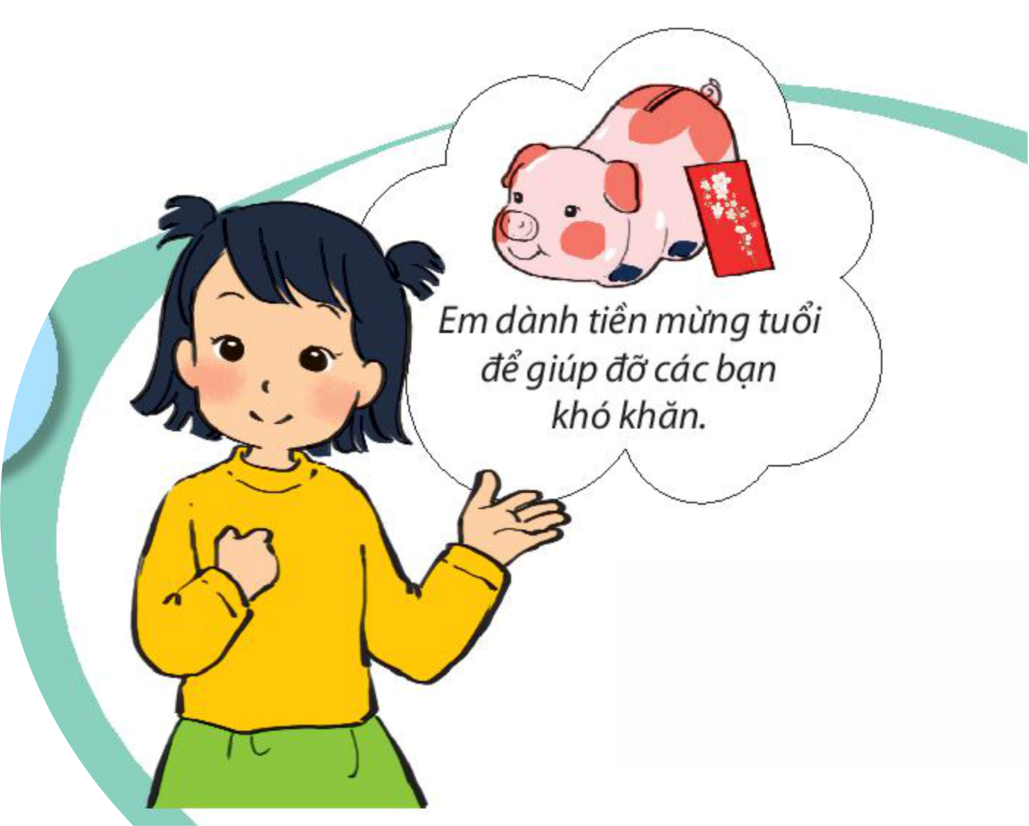 Em dành tiền mừng tuổi
để giúp đỡ các bạn
khó khăn.